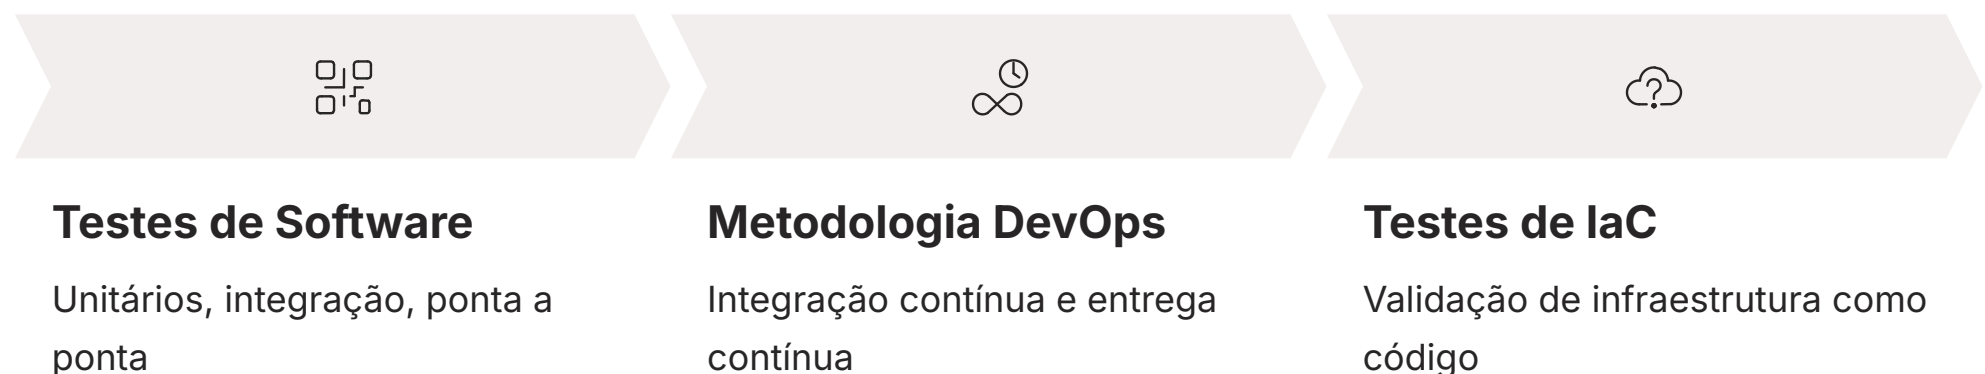 Testes de Software
Unitários, integração, ponta a
ponta
Metodologia DevOps
Integração contínua e entrega
contínua
Testes de IaC
Validação de infraestrutura como
código